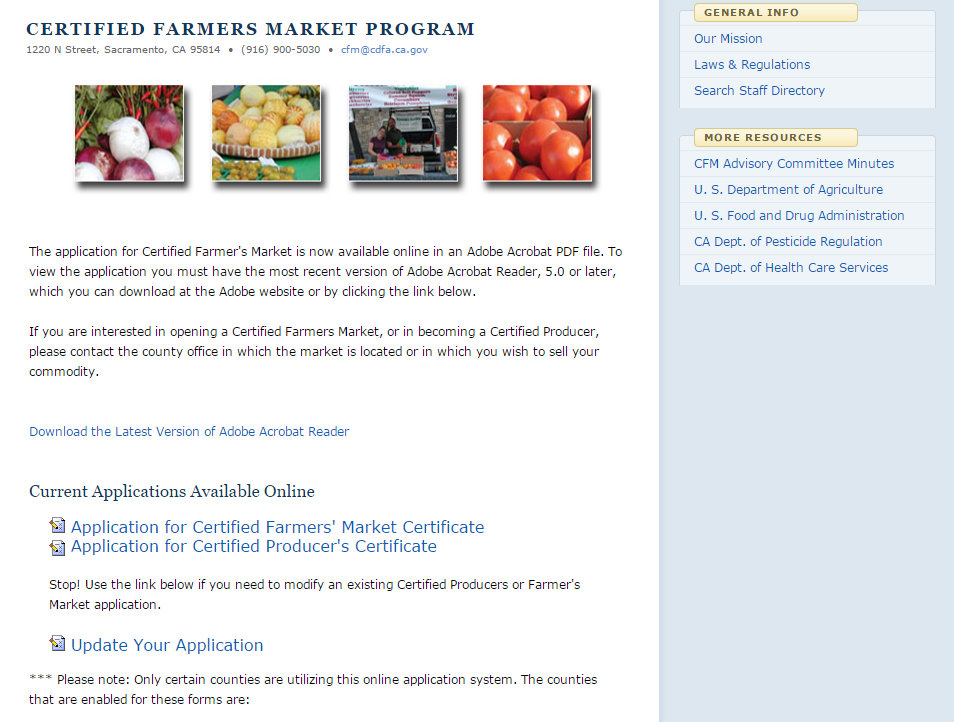 CERTIFIED FARMERS MARKET PROGRAM
1220 N Street, Sacramento, CA 95814 • (916) 900-5030 • cfm@cdfa.ca.gov
The application for Certified Farmer's Market is now available online in an Adobe Acrobat PDF file. To
view the application you must have the most recent version of Adobe Acrobat Reader, 5.0 or later,
which you can download at the Adobe website or by clicking the link below.
If you are interested in opening a Certified Farmers Market, or in becoming a Certified Producer,
please contact the county office in which the market is located or in which you wish to sell your
commodity.
Download the Latest Version of Adobe Acrobat Reader
Current Applications Available Online
Application for Certified Farmers' Market Certificate
Application for Certified Producer's Certificate
Stop! Use the link below if you need to modify an existing Certified Producers or Farmer's
Market application.
Update Your Application
*** Please note: Only certain counties are utilizing this online application system. The counties
that are enabled for these forms are:
GENERAL INFO
Our Mission
Laws & Regulations
Search Staff Directory
MORE RESOURCES
CFM Advisory Committee Minutes
U. S. Department of Agriculture
U. S. Food and Drug Administration
CA Dept. of Pesticide Regulation
CA Dept. of Health Care Services